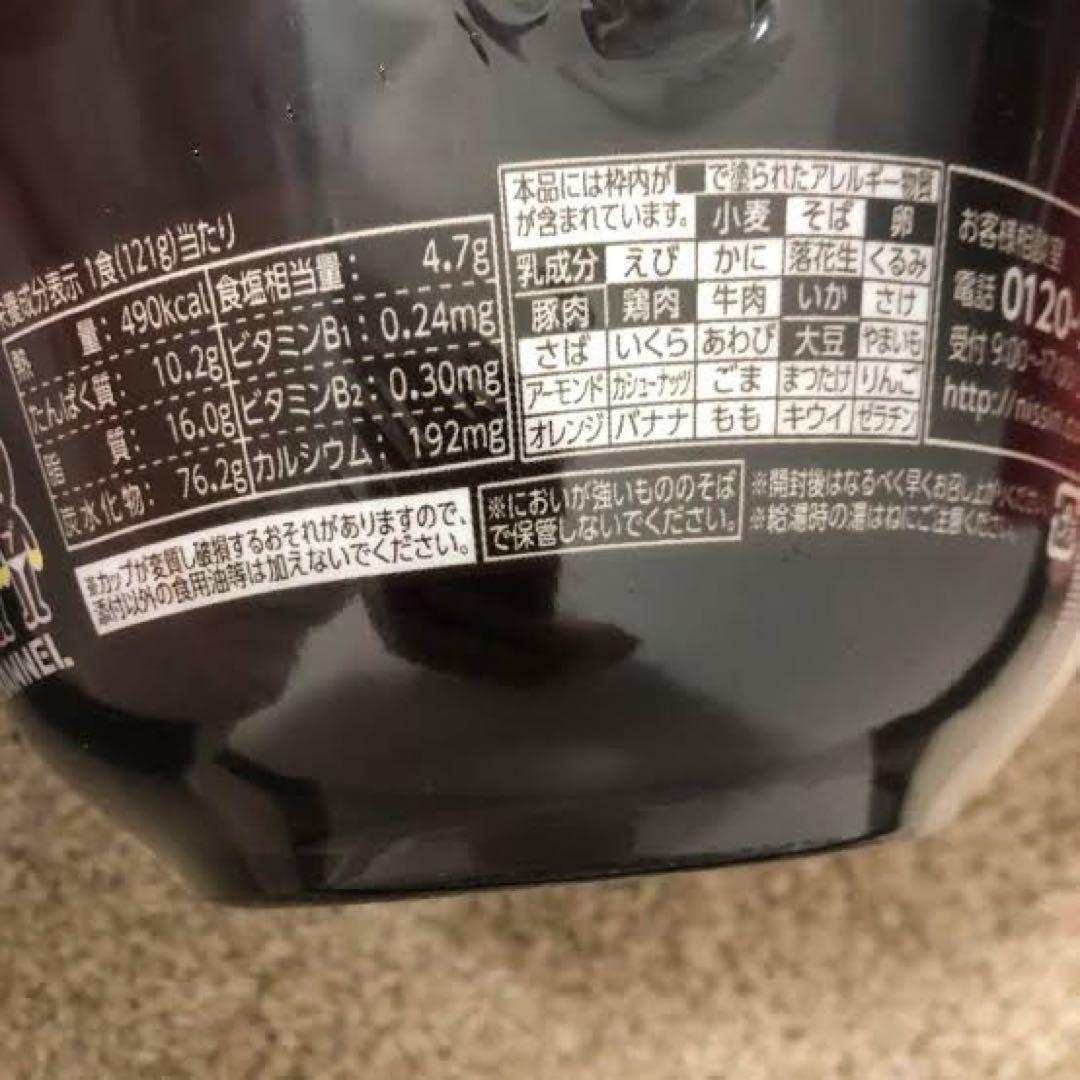 栄養成分表示 1食(121g)当たり
熱 量: 490kcal
たんぱく質: 10.2g
脂 質: 16.0g
炭水化物: 76.2g
食塩相当量: 4.7g
ビタミンB1: 0.24mg
ビタミンB2: 0.30mg
カルシウム: 192mg
本品には枠内が■で塗られたアレルギー物質
が含まれています。 小麦 そば 卵
乳成分 えび かに 落花生 くるみ
豚肉 鶏肉 牛肉 いか さけ
さば いくら あわび 大豆 やまいも
アーモンド カシューナッツ ごま まつたけ りんご
オレンジ バナナ もも キウイ ゼラチン
お客様相談室
電話 0120-
受付 9:00~17:00
http://nissin.co
※カップが変質し破損するおそれがありますので、
添付以外の食用油等は加えないでください。
※においが強いもののそば
で保管しないでください。
※開封後はなるべく早くお召し上がりください。
※給湯時の湯はねにご注意ください。